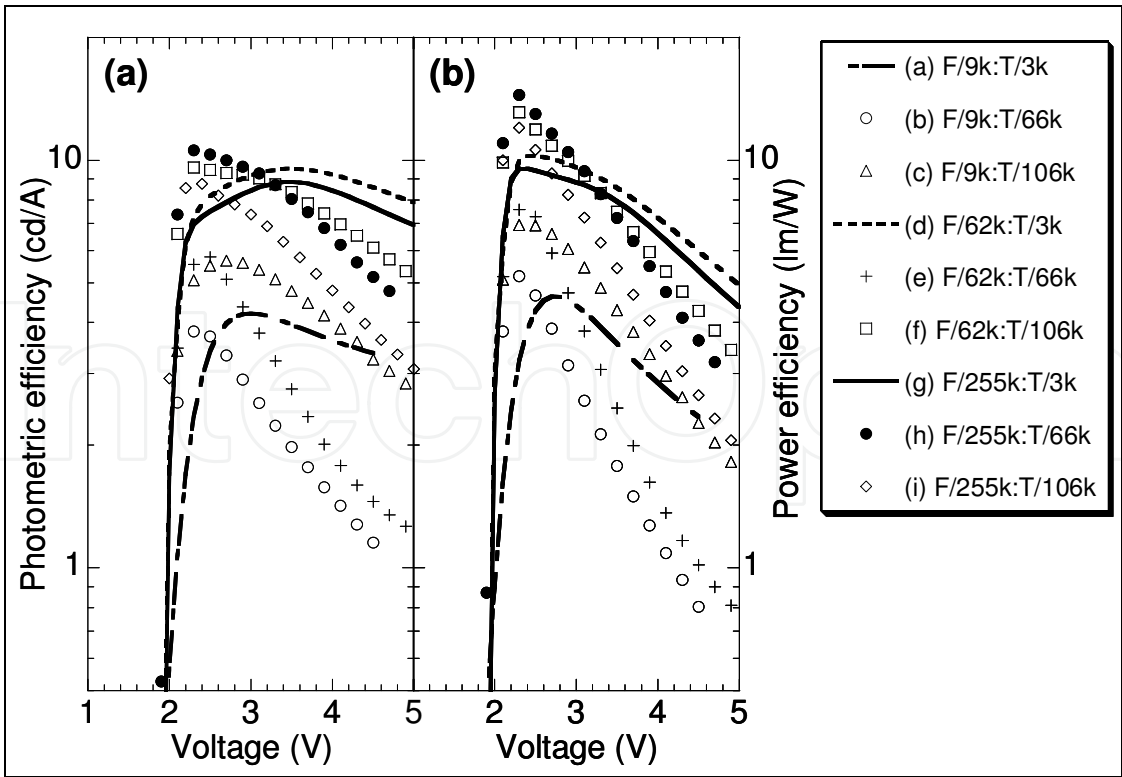 (a)
(b)
10
1
Photometric efficiency (cd/A)
1 2 3 4 5
Voltage (V)
2 3 4 5
Voltage (V)
10
1
Power efficiency (lm/W)
(a) F/9k:T/3k
(b) F/9k:T/66k
(c) F/9k:T/106k
(d) F/62k:T/3k
(e) F/62k:T/66k
(f) F/62k:T/106k
(g) F/255k:T/3k
(h) F/255k:T/66k
(i) F/255k:T/106k
IntechOp